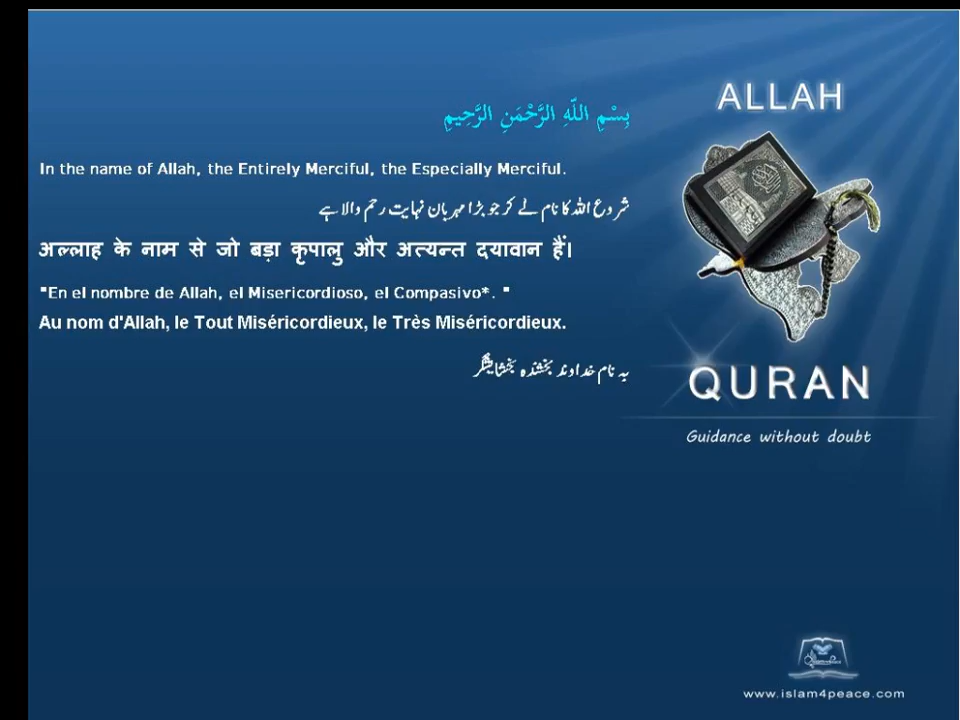 بِسْمِ اللَّهِ الرَّحْمَنِ الرَّحِيمِ
In the name of Allah, the Entirely Merciful, the Especially Merciful.
شروع الله کا نام لے کر جو بڑا مہربان نہایت رحم والا ہے
अल्लाह के नाम से जो बड़ा कृपालु और अत्यन्त दयावान हैं।
"En el nombre de Allah, el Misericordioso, el Compasivo*. "
Au nom d'Allah, le Tout Miséricordieux, le Très Miséricordieux.
به نام خداوند بخشنده بخشایشگر
ALLAH
QURAN
Guidance without doubt
www.islam4peace.com